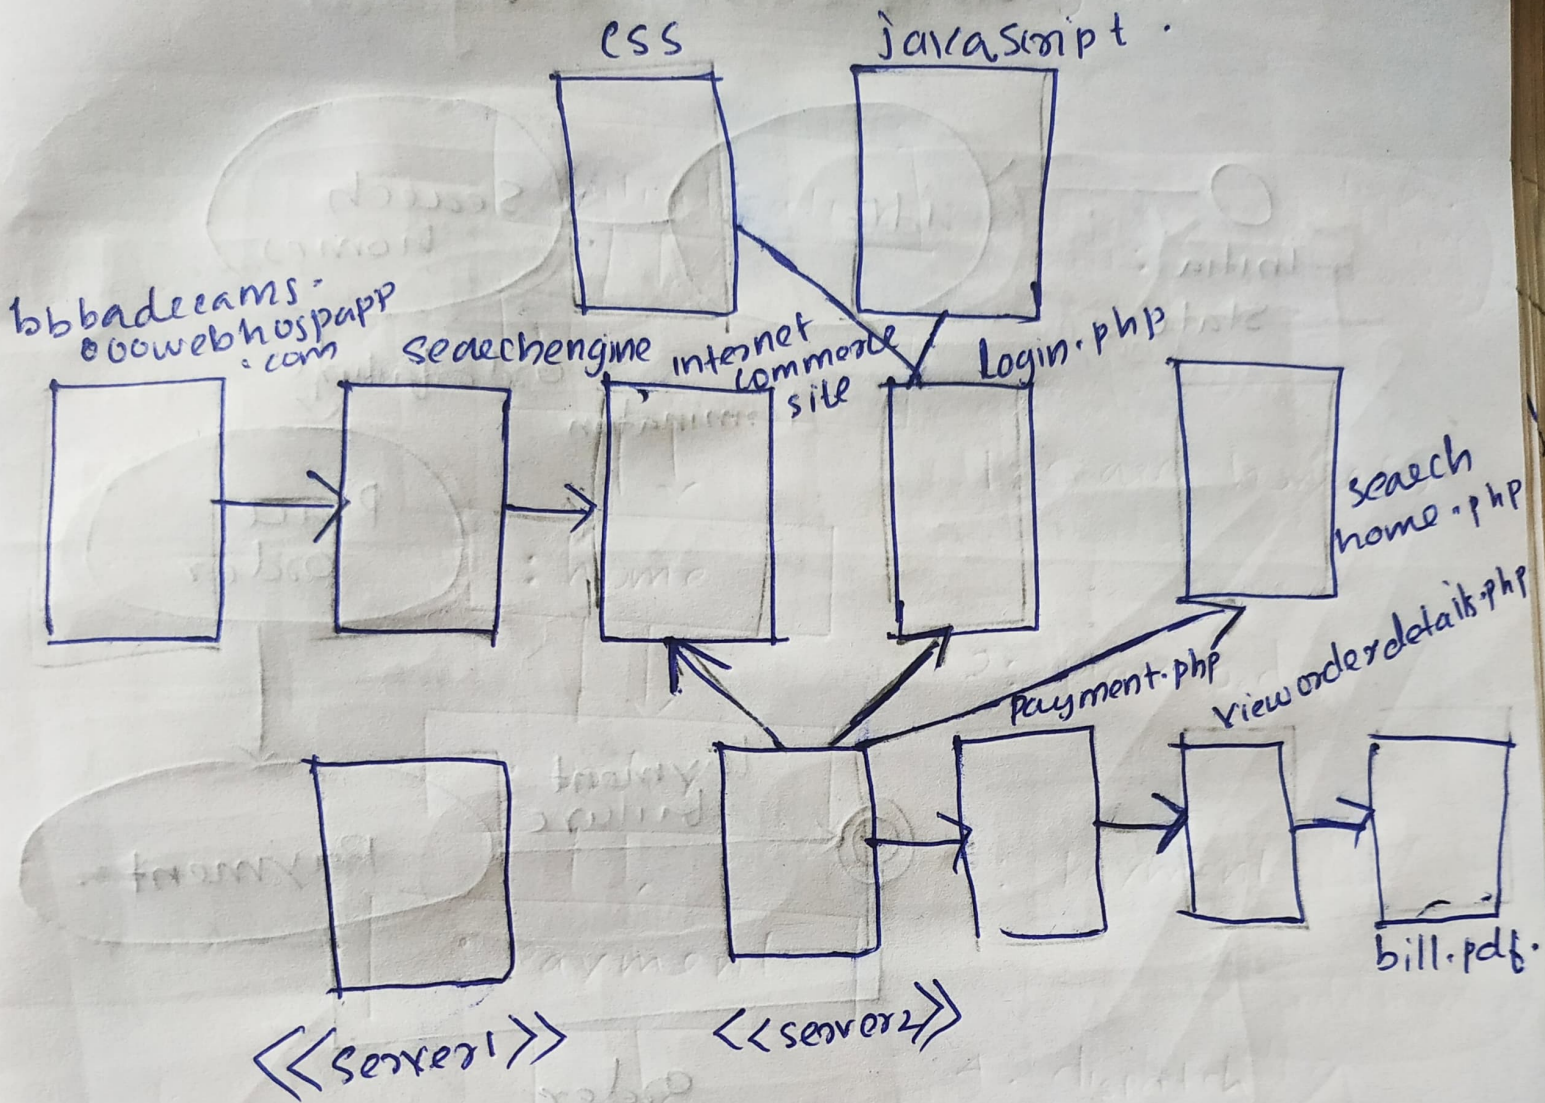 css
javascript.
bbbadeeams.
000webhospapp
.com
seaechengine
internet
commerce
site
Login.php
seaech
home.php
payment.php
vieworderdetails.php
bill.pdf.
<<server1>>
<<server2>>